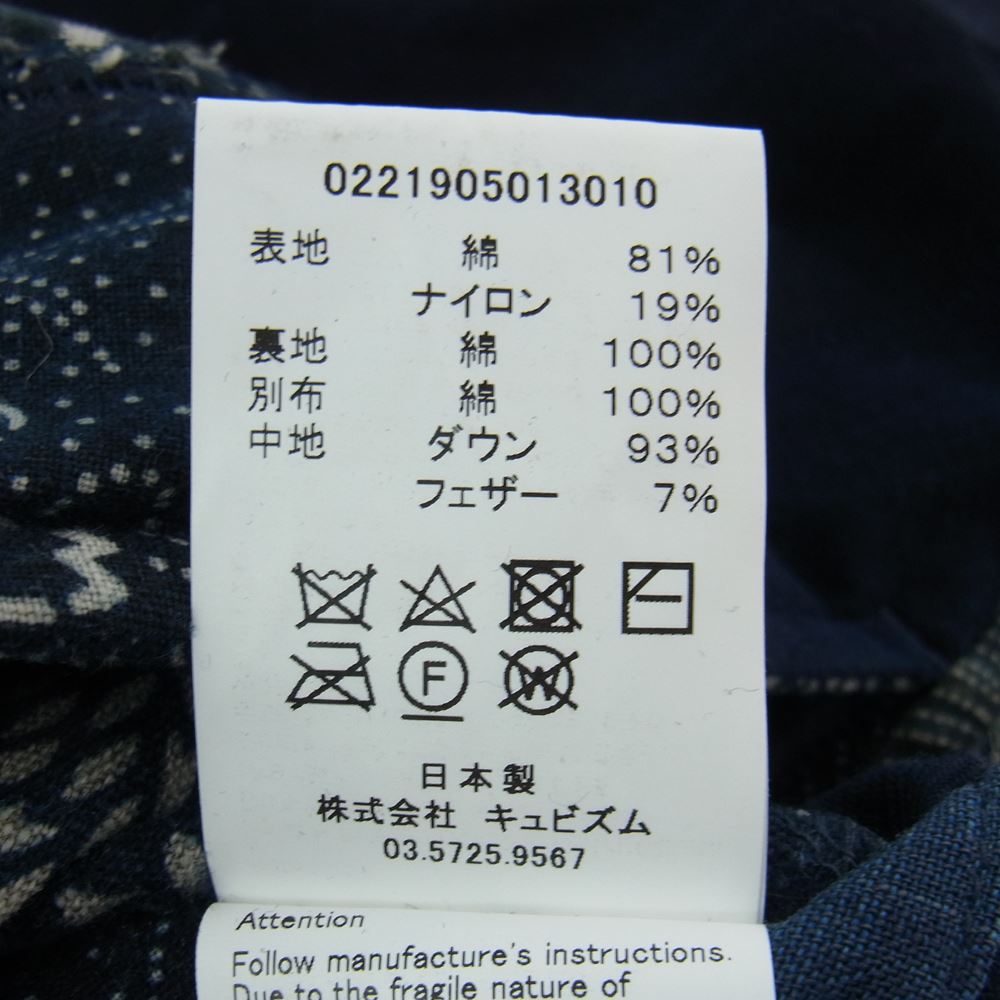 0221905013010
表地 綿 81%
ナイロン 19%
裏地 綿 100%
別布 綿 100%
中地 ダウン 93%
フェザー 7%
F
W
日本製
株式会社 キュビズム
03.5725.9567
Attention
Follow manufacture's instructions.
Due to the fragile nature of